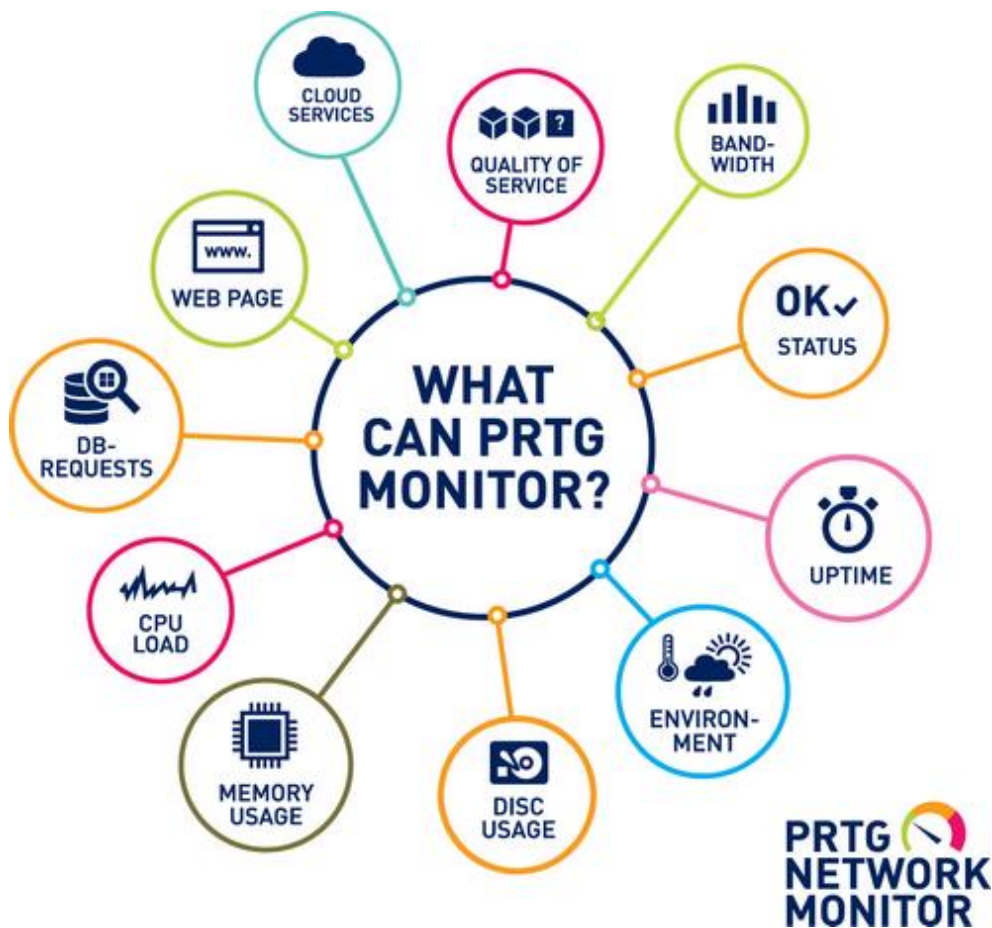 WHAT
CAN PRTG
MONITOR?
CLOUD
SERVICES
?
QUALITY OF
SERVICE
BAND-
WIDTH
OK
STATUS
UPTIME
ENVIRON-
MENT
DISC
USAGE
MEMORY
USAGE
CPU
LOAD
DB-
REQUESTS
www.
WEB PAGE
PRTG
NETWORK
MONITOR